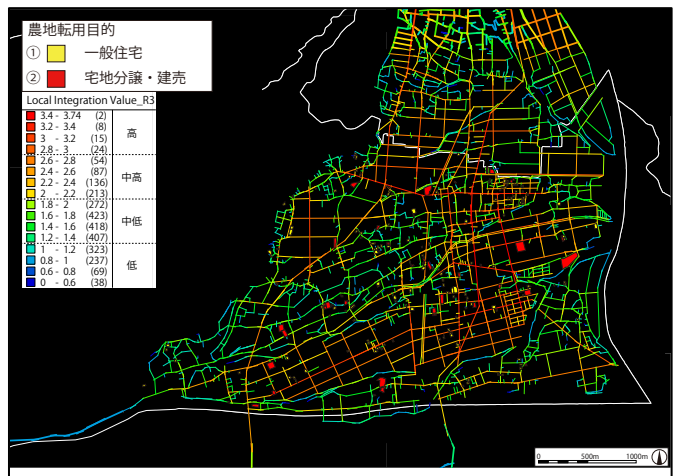 農地転用目的
① 一般住宅
② 宅地分譲・建売
Local Integration Value_R3
3.4 - 3.74 (2)
3.2 - 3.4 (8)
3 - 3.2 (15)
2.8 - 3 (24)
高
2.6 - 2.8 (54)
2.4 - 2.6 (87)
2.2 - 2.4 (136)
2 - 2.2 (213)
中高
1.8 - 2 (272)
1.6 - 1.8 (423)
1.4 - 1.6 (418)
1.2 - 1.4 (407)
中低
1 - 1.2 (323)
0.8 - 1 (237)
0.6 - 0.8 (69)
0 - 0.6 (38)
低
0 500m 1000m